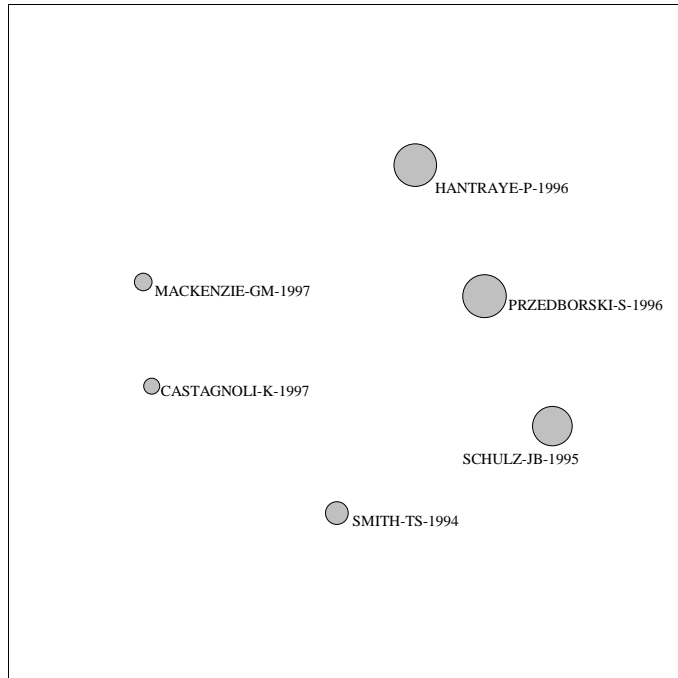 HANTRAYE-P-1996
MACKENZIE-GM-1997
PRZEDBORSKI-S-1996
CASTAGNOLI-K-1997
SCHULZ-JB-1995
SMITH-TS-1994